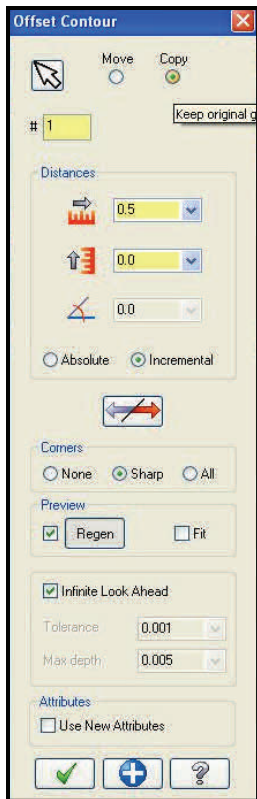 Offset Contour
Move Copy
Keep original g
# 1
Distances
0.5
0.0
0.0
Absolute Incremental
Corners
None Sharp All
Preview
Regen Fit
Infinite Look Ahead
Tolerance 0.001
Max depth 0.005
Attributes
Use New Attributes
?